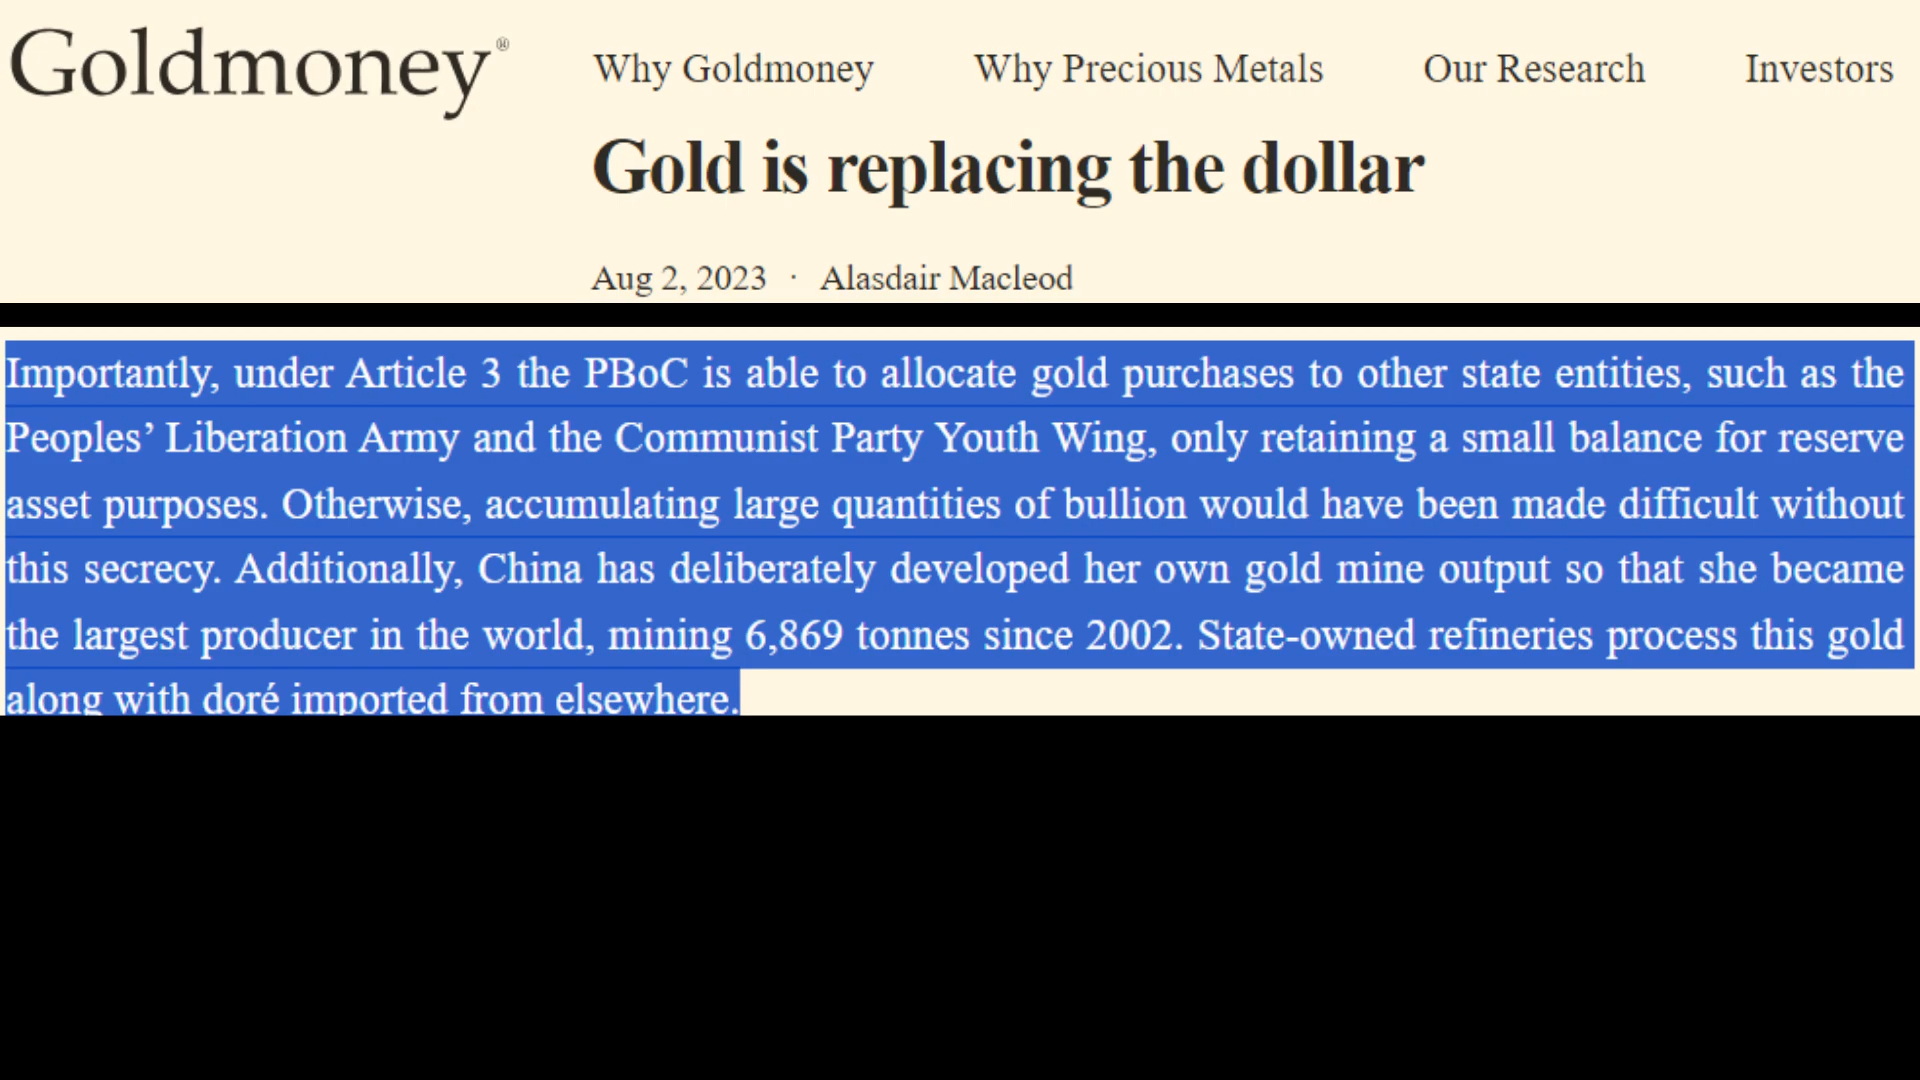 Goldmoney®
Why Goldmoney Why Precious Metals Our Research Investors
Gold is replacing the dollar
Aug 2, 2023 · Alasdair Macleod
Importantly, under Article 3 the PBoC is able to allocate gold purchases to other state entities, such as the
Peoples’ Liberation Army and the Communist Party Youth Wing, only retaining a small balance for reserve
asset purposes. Otherwise, accumulating large quantities of bullion would have been made difficult without
this secrecy. Additionally, China has deliberately developed her own gold mine output so that she became
the largest producer in the world, mining 6,869 tonnes since 2002. State-owned refineries process this gold
along with doré imported from elsewhere.